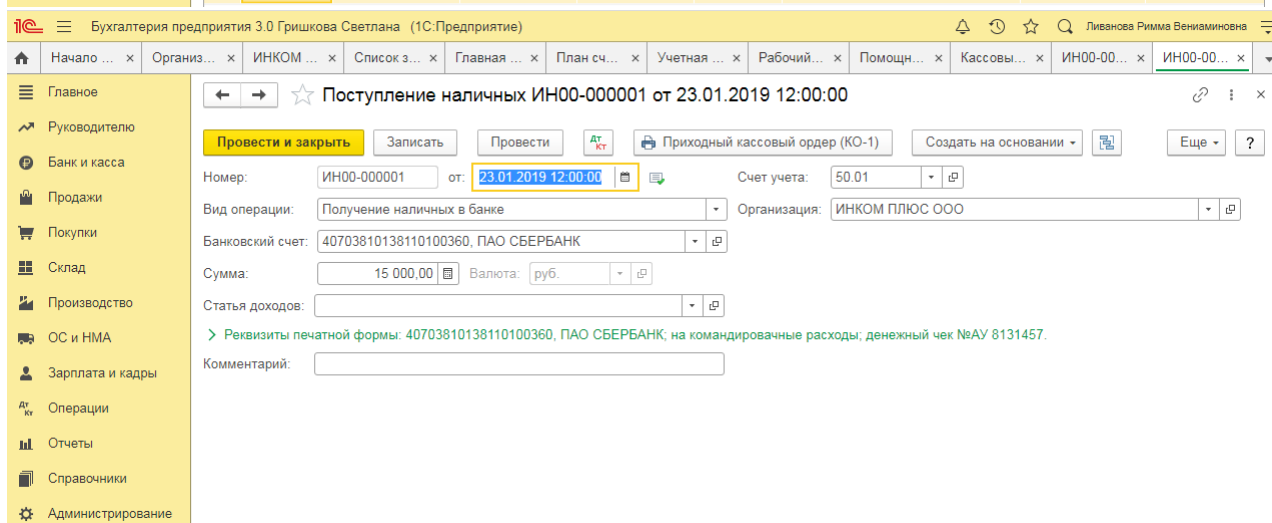 1С Бухгалтерия предприятия 3.0 Гришкова Светлана (1С:Предприятие) Ливанова Римма Вениаминовна
Начало ... × Организ... × ИНКОМ ... × Список з... × Главная ... × План сч... × Учетная ... × Рабочий... × Помощн... × Кассовы... × ИН00-00... × ИН00-00... ×
Главное
Руководителю
Банк и касса
Продажи
Покупки
Склад
Производство
ОС и НМА
Зарплата и кадры
Операции
Отчеты
Справочники
Администрирование
Поступление наличных ИН00-000001 от 23.01.2019 12:00:00
Провести и закрыть Записать Провести Дт Кт Приходный кассовый ордер (КО-1) Создать на основании Еще ?
Номер: ИН00-000001 от: 23.01.2019 12:00:00 Счет учета: 50.01
Вид операции: Получение наличных в банке Организация: ИНКОМ ПЛЮС ООО
Банковский счет: 40703810138110100360, ПАО СБЕРБАНК
Сумма: 15 000,00 Валюта: руб.
Статья доходов:
Реквизиты печатной формы: 40703810138110100360, ПАО СБЕРБАНК; на командировачные расходы; денежный чек №АУ 8131457.
Комментарий: